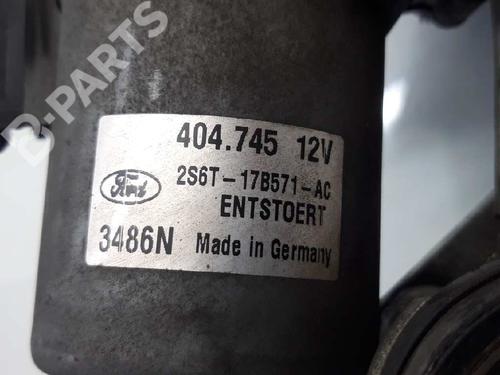 B-PARTS
404.745 12V
2S6T-17B571-AC
Ford
ENTSTOERT
3486N Made in Germany